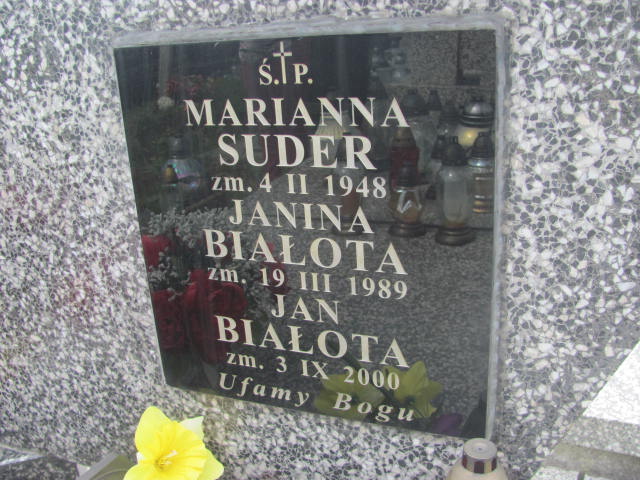 Ś.†P.
MARIANNA
SUDER
zm. 4 II 1948
JANINA
BIAŁOTA
zm. 19 III 1989
JAN
BIAŁOTA
zm. 3 IX 2000
Ufamy Bogu